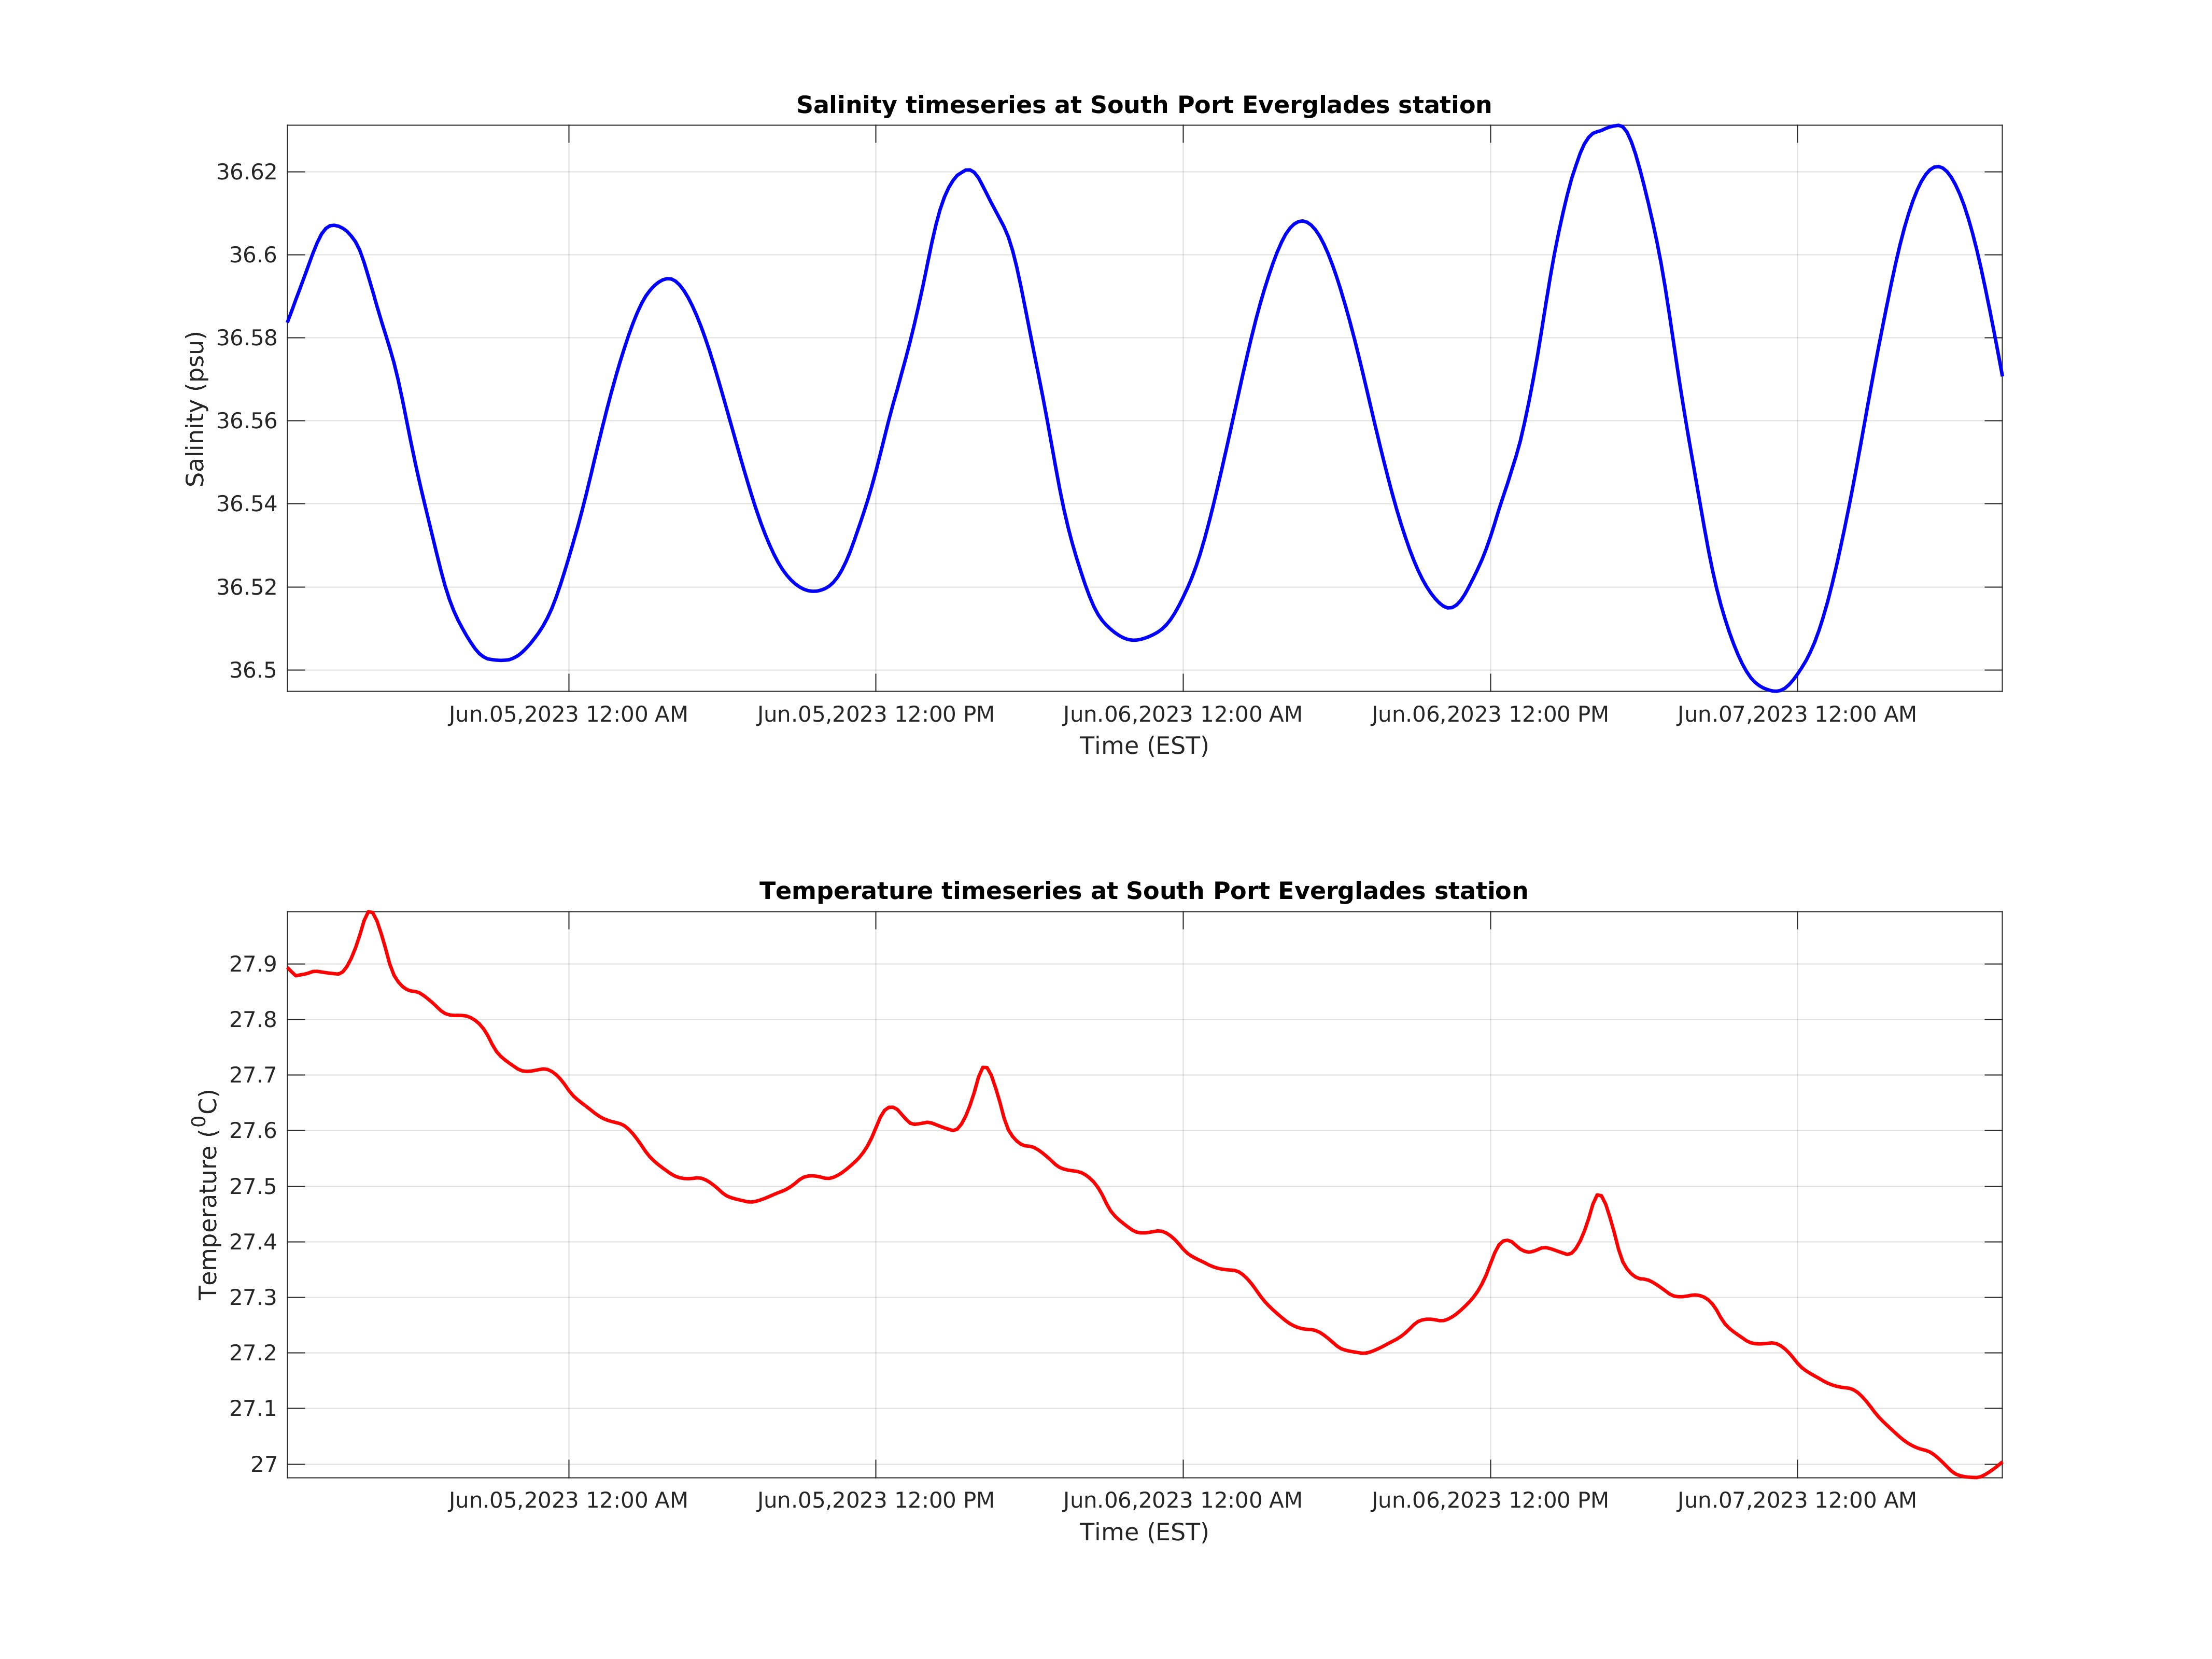 Salinity timeseries at South Port Everglades station
36.62
36.6
36.58
36.56
36.54
36.52
36.5
Salinity (psu)
Jun.05,2023 12:00 AM Jun.05,2023 12:00 PM Jun.06,2023 12:00 AM Jun.06,2023 12:00 PM Jun.07,2023 12:00 AM
Time (EST)
Temperature timeseries at South Port Everglades station
27.9
27.8
27.7
27.6
27.5
27.4
27.3
27.2
27.1
27
Temperature (⁰C)
Jun.05,2023 12:00 AM Jun.05,2023 12:00 PM Jun.06,2023 12:00 AM Jun.06,2023 12:00 PM Jun.07,2023 12:00 AM
Time (EST)